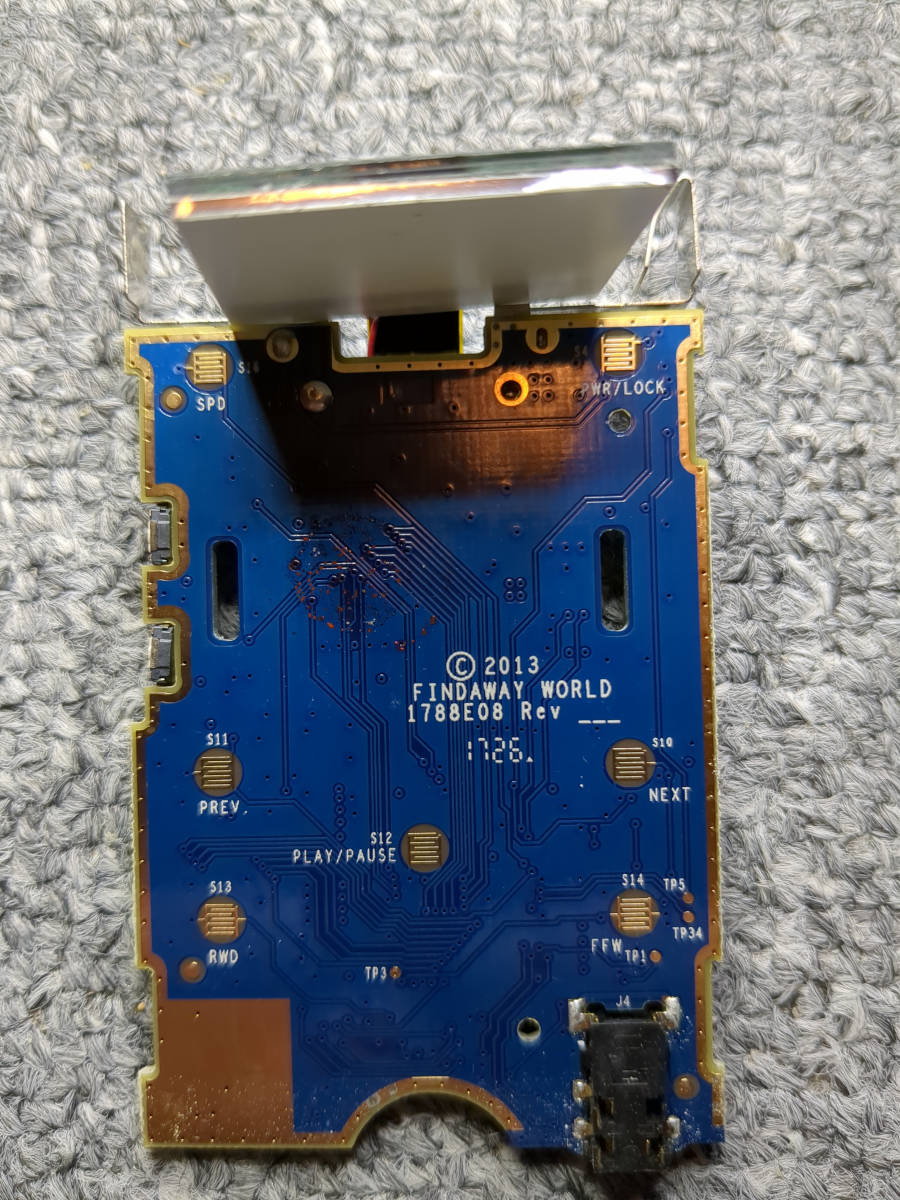 S16
SPD
S4
PWR/LOCK
© 2013
FINDAWAY WORLD
1788E08 Rev ___
1726
S11
PREV
S10
NEXT
S12
PLAY/PAUSE
S13
RWD
S14
FFW
TP5
TP34
TP1
TP3
J4